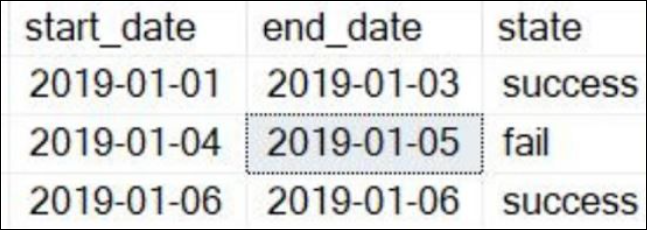 start_date end_date state
2019-01-01 2019-01-03 success
2019-01-04 2019-01-05 fail
2019-01-06 2019-01-06 success